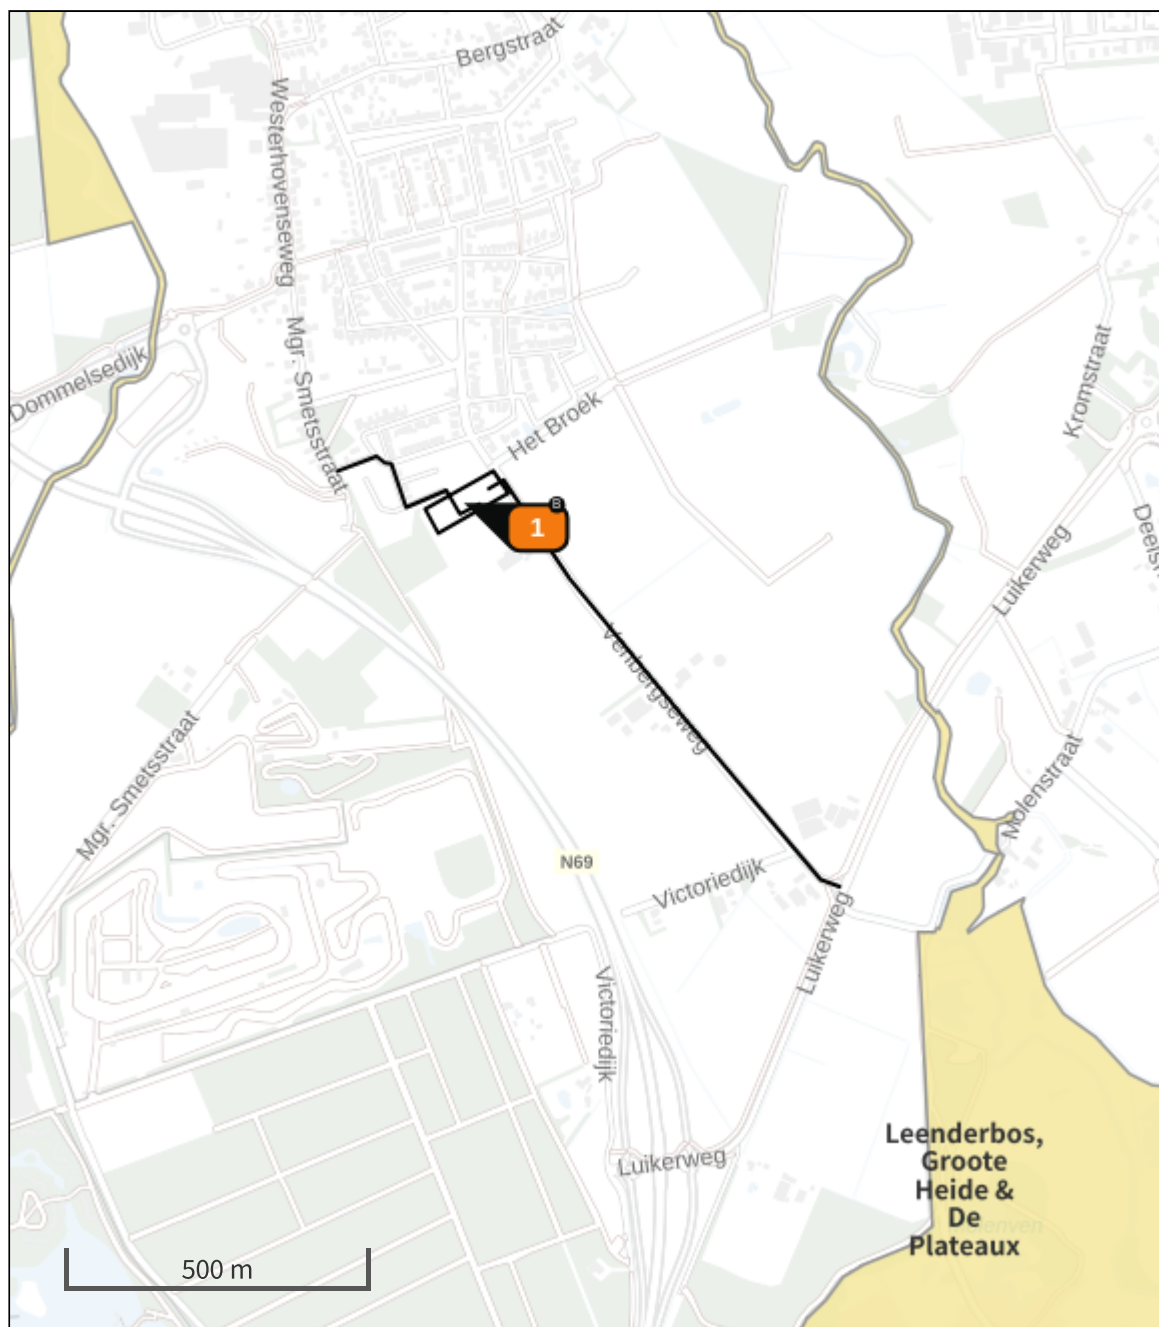 Bergstraat
Westerhovenseweg
Mgr. Smetsstraat
Dommelsedijk
Kromstraat
Het Broek
B
1
Luikerweg
Venbergseweg
Mgr. Smetsstraat
Molenstraat
N69
Victoriedijk
Luikerweg
Victoriedijk
Leenderbos,
Groote
Heide &
De
Plateaux
Luikerweg
500 m